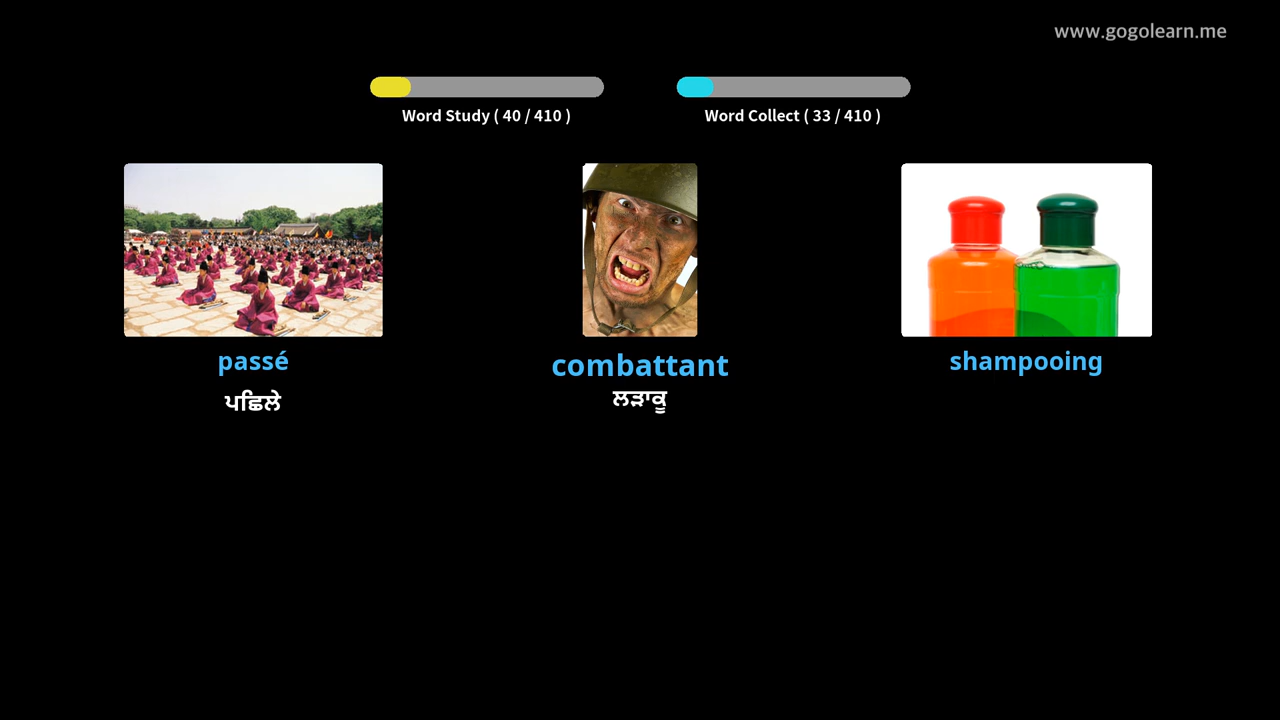 www.gogolearn.me
Word Study ( 40 / 410 )
Word Collect ( 33 / 410 )
passé
combattant
shampooing
ਪਛਿਲੇ
ਲੜਾਕੂ